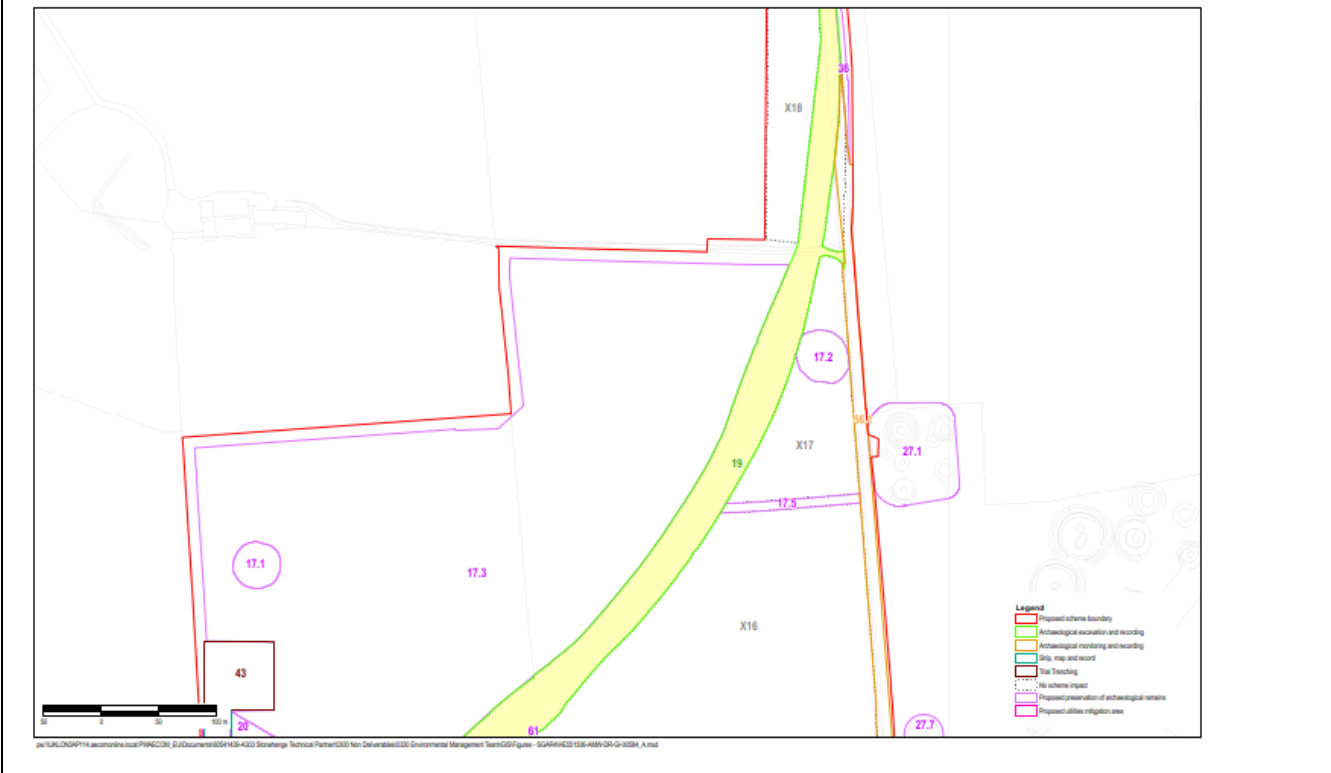 36
X18
17.2
56.1
X17
27.1
19
17.5
17.1
17.3
X16
43
20
61
27.7
Legend
Proposed scheme boundary
Archaeological excavation and recording
Archaeological monitoring and recording
Strip, map and record
Trial Trenching
No scheme impact
Proposed preservation of archaeological remains
Proposed utilities mitigation area
50 0 50 100 m